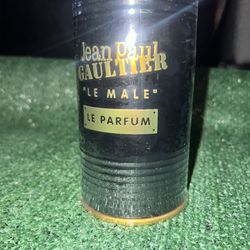 Jean Paul
GAULTIER
"LE MALE"
LE PARFUM